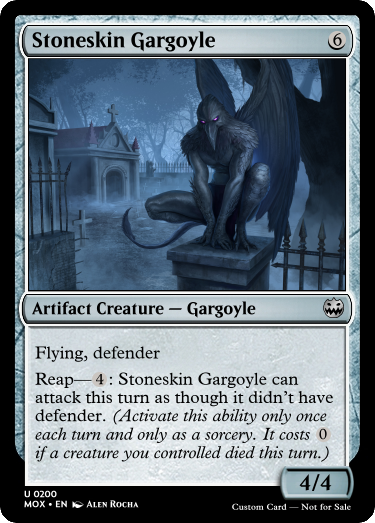 Stoneskin Gargoyle 6
Artifact Creature — Gargoyle
Flying, defender
Reap—4: Stoneskin Gargoyle can
attack this turn as though it didn't have
defender. (Activate this ability only once
each turn and only as a sorcery. It costs 0
if a creature you controlled died this turn.)
4/4
U 0200
MOX • EN Alen Rocha
Custom Card — Not for Sale